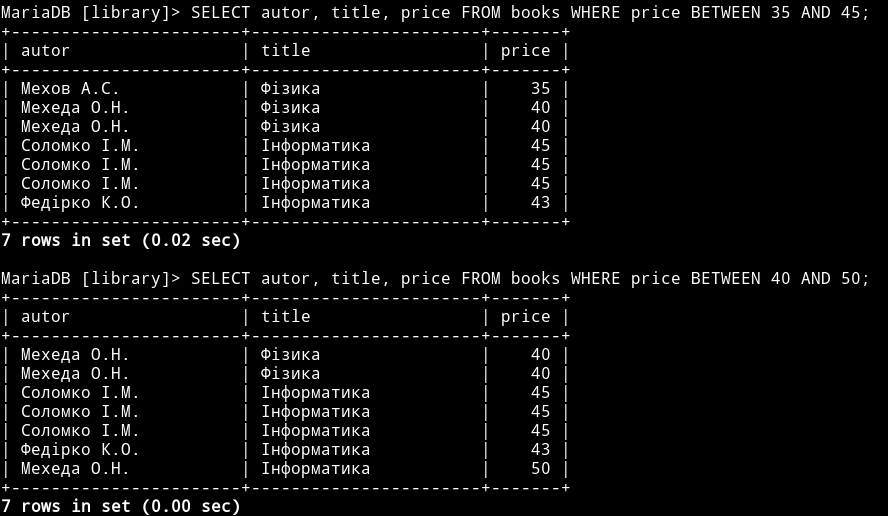 MariaDB [library]> SELECT autor, title, price FROM books WHERE price BETWEEN 35 AND 45;
+-----------------------+-----------------------+-------+
| autor                 | title                 | price |
+-----------------------+-----------------------+-------+
| Мехов А.С.            | Фізика                |    35 |
| Мехеда О.Н.           | Фізика                |    40 |
| Мехеда О.Н.           | Фізика                |    40 |
| Соломко І.М.          | Інформатика           |    45 |
| Соломко І.М.          | Інформатика           |    45 |
| Соломко І.М.          | Інформатика           |    45 |
| Федірко К.О.          | Інформатика           |    43 |
+-----------------------+-----------------------+-------+
7 rows in set (0.02 sec)
MariaDB [library]> SELECT autor, title, price FROM books WHERE price BETWEEN 40 AND 50;
+-----------------------+-----------------------+-------+
| autor                 | title                 | price |
+-----------------------+-----------------------+-------+
| Мехеда О.Н.           | Фізика                |    40 |
| Мехеда О.Н.           | Фізика                |    40 |
| Соломко І.М.          | Інформатика           |    45 |
| Соломко І.М.          | Інформатика           |    45 |
| Соломко І.М.          | Інформатика           |    45 |
| Федірко К.О.          | Інформатика           |    43 |
| Мехеда О.Н.           | Інформатика           |    50 |
+-----------------------+-----------------------+-------+
7 rows in set (0.00 sec)